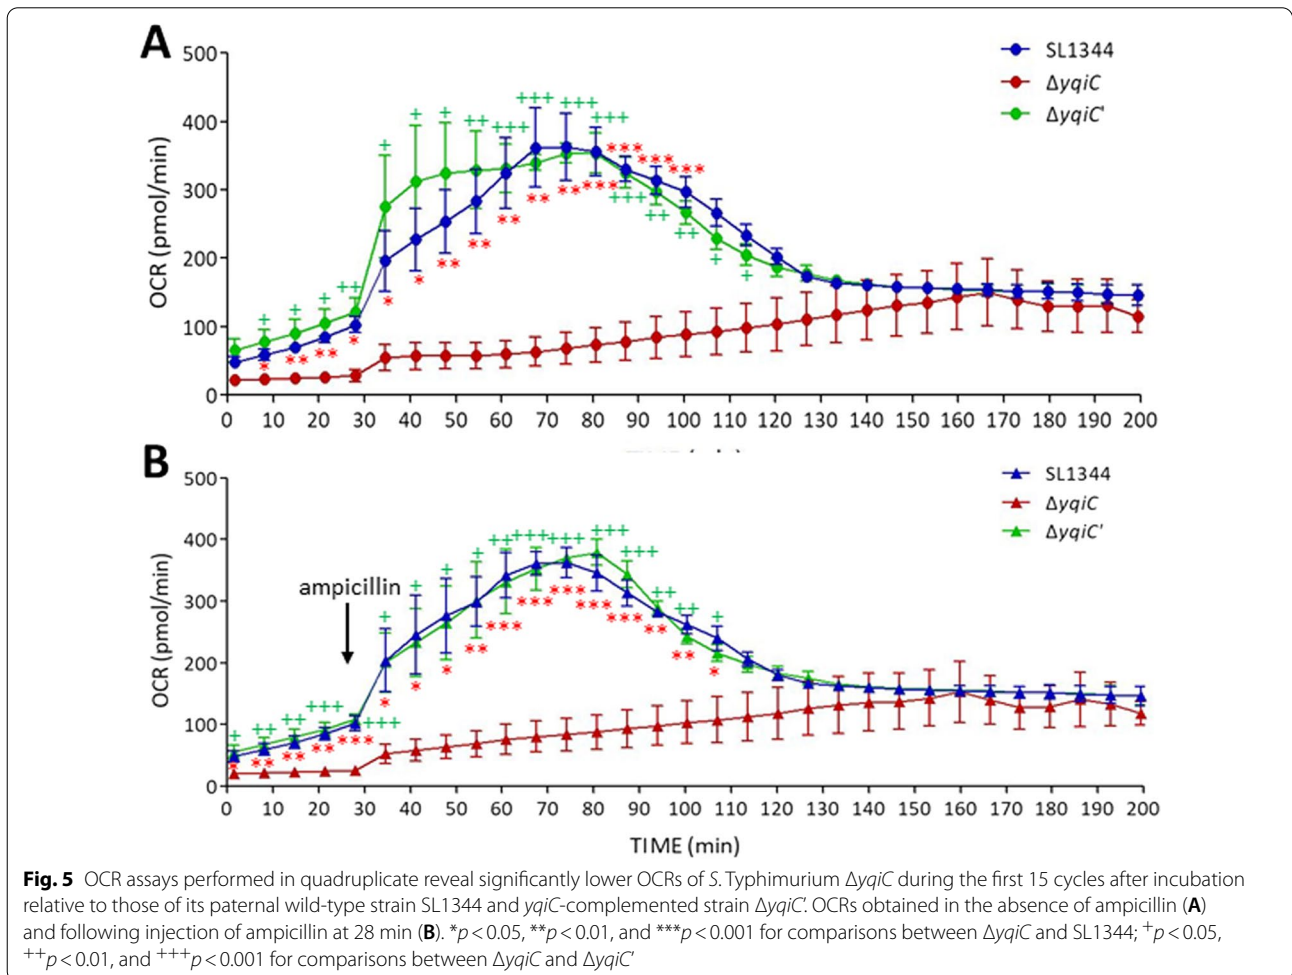 A
500
400
300
200
100
0
OCR (pmol/min)
SL1344
ΔyqiC
ΔyqiC'
+ + + ++ + + + ++ +++ +++ +++ +++
*** *** ***
* ** ** * * * ** ** ** ** ** ***
+++ ++ ++ + +
0 10 20 30 40 50 60 70 80 90 100 110 120 130 140 150 160 170 180 190 200
B
500
400
300
200
100
0
OCR (pmol/min)
SL1344
ΔyqiC
ΔyqiC'
ampicillin
+ ++ ++ +++ +++ + + + + ++ +++ +++ +++ +++ ++ ++ +
* ** ** ** *** * * * ** *** *** *** *** *** ** ** *
0 10 20 30 40 50 60 70 80 90 100 110 120 130 140 150 160 170 180 190 200
TIME (min)
Fig. 5 OCR assays performed in quadruplicate reveal significantly lower OCRs of S. Typhimurium ΔyqiC during the first 15 cycles after incubation
relative to those of its paternal wild-type strain SL1344 and yqiC-complemented strain ΔyqiC'. OCRs obtained in the absence of ampicillin (A)
and following injection of ampicillin at 28 min (B). *p < 0.05, **p < 0.01, and ***p < 0.001 for comparisons between ΔyqiC and SL1344; +p < 0.05,
++p < 0.01, and +++p < 0.001 for comparisons between ΔyqiC and ΔyqiC'